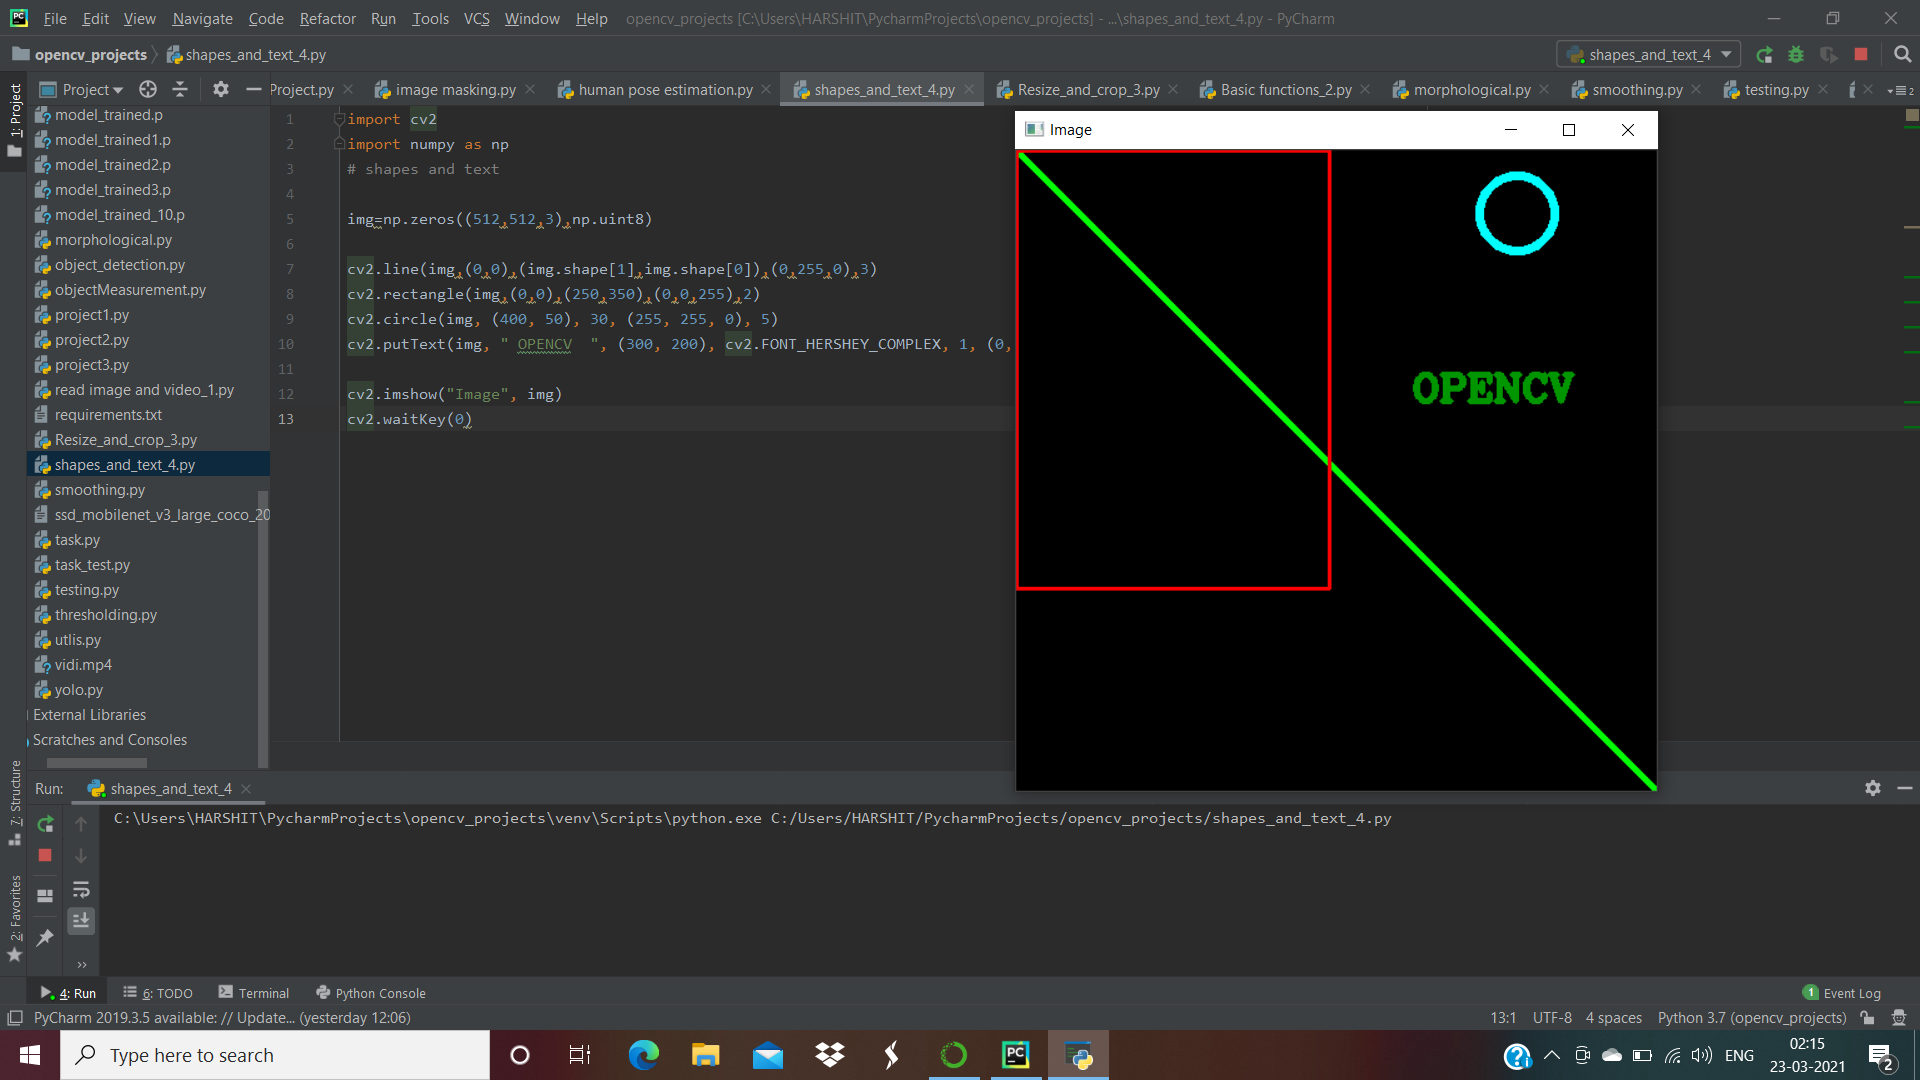 File Edit View Navigate Code Refactor Run Tools VCS Window Help opencv_projects [C:\Users\HARSHIT\PycharmProjects\opencv_projects] - ...\shapes_and_text_4.py - PyCharm
opencv_projects shapes_and_text_4.py
shapes_and_text_4
Project
Project.py image masking.py human pose estimation.py shapes_and_text_4.py Resize_and_crop_3.py Basic functions_2.py morphological.py smoothing.py testing.py
1: Project
model_trained.p
model_trained1.p
model_trained2.p
model_trained3.p
model_trained_10.p
morphological.py
object_detection.py
objectMeasurement.py
project1.py
project2.py
project3.py
read image and video_1.py
requirements.txt
Resize_and_crop_3.py
shapes_and_text_4.py
smoothing.py
ssd_mobilenet_v3_large_coco_20
task.py
task_test.py
testing.py
thresholding.py
utlis.py
vidi.mp4
yolo.py
External Libraries
Scratches and Consoles
1 import cv2
2 import numpy as np
3 # shapes and text
4
5 img=np.zeros((512,512,3),np.uint8)
6
7 cv2.line(img,(0,0),(img.shape[1],img.shape[0]),(0,255,0),3)
8 cv2.rectangle(img,(0,0),(250,350),(0,0,255),2)
9 cv2.circle(img, (400, 50), 30, (255, 255, 0), 5)
10 cv2.putText(img, " OPENCV  ", (300, 200), cv2.FONT_HERSHEY_COMPLEX, 1, (0,
11
12 cv2.imshow("Image", img)
13 cv2.waitKey(0)
Image
OPENCV
7: Structure
2: Favorites
Run: shapes_and_text_4
C:\Users\HARSHIT\PycharmProjects\opencv_projects\venv\Scripts\python.exe C:/Users/HARSHIT/PycharmProjects/opencv_projects/shapes_and_text_4.py
4: Run 6: TODO Terminal Python Console 1 Event Log
PyCharm 2019.3.5 available: // Update... (yesterday 12:06) 13:1 UTF-8 4 spaces Python 3.7 (opencv_projects)
Type here to search
ENG
02:15
23-03-2021
2